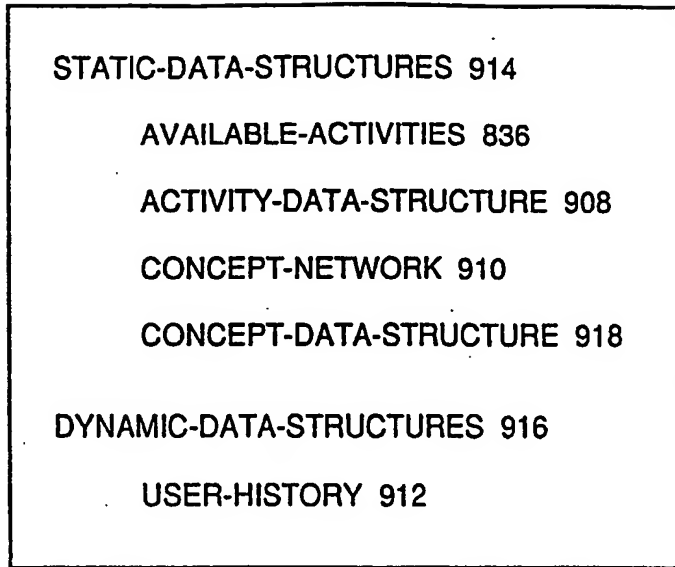 STATIC-DATA-STRUCTURES 914
AVAILABLE-ACTIVITIES 836
ACTIVITY-DATA-STRUCTURE 908
CONCEPT-NETWORK 910
CONCEPT-DATA-STRUCTURE 918
DYNAMIC-DATA-STRUCTURES 916
USER-HISTORY 912